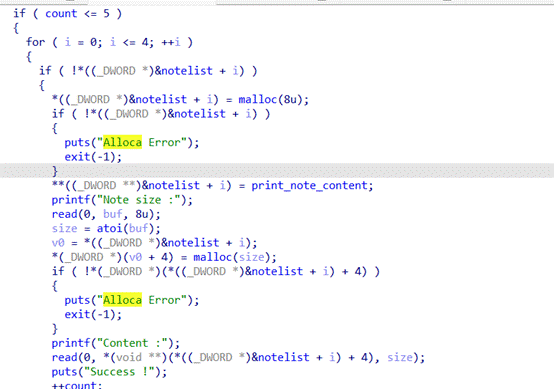 if ( count <= 5 )
{
for ( i = 0; i <= 4; ++i )
{
if ( !*((_DWORD *)&notelist + i) )
{
*((_DWORD *)&notelist + i) = malloc(8u);
if ( !*((_DWORD *)&notelist + i) )
{
puts("Alloca Error");
exit(-1);
}
**((_DWORD **)&notelist + i) = print_note_content;
printf("Note size :");
read(0, buf, 8u);
size = atoi(buf);
v0 = *((_DWORD *)&notelist + i);
*(_DWORD *)(v0 + 4) = malloc(size);
if ( !*(_DWORD *)(*((_DWORD *)&notelist + i) + 4) )
{
puts("Alloca Error");
exit(-1);
}
printf("Content :");
read(0, *(void **)(*((_DWORD *)&notelist + i) + 4), size);
puts("Success !");
++count;